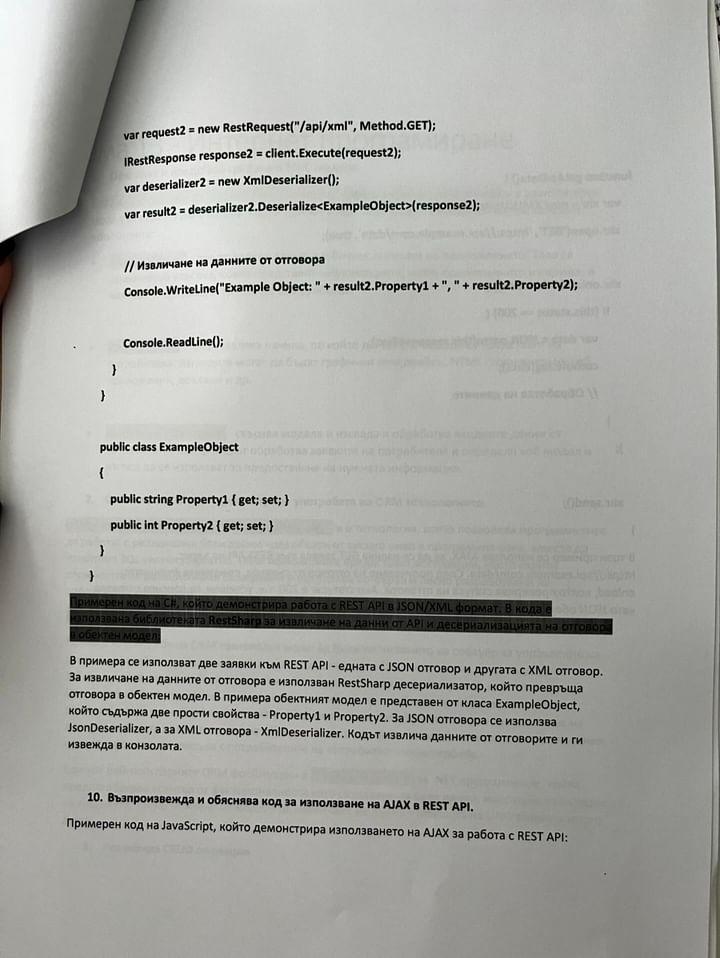 var request2 = new RestRequest("/api/xml", Method.GET);
IRestResponse response2 = client.Execute(request2);
var deserializer2 = new XmlDeserializer();
var result2 = deserializer2.Deserialize<ExampleObject>(response2);
// Извличане на данните от отговора
Console.WriteLine("Example Object: " + result2.Property1 + ", " + result2.Property2);
Console.ReadLine();
}
}
public class ExampleObject
{
public string Property1 { get; set; }
public int Property2 { get; set; }
}
}
Примерен код на C#, който демонстрира работа с REST API в JSON/XML формат. В кода е
използвана библиотеката RestSharp за извличане на данни от API и десериализацията на отговора
в обектен модел:
В примера се използват две заявки към REST API - едната с JSON отговор и другата с XML отговор.
За извличане на данните от отговора е използван RestSharp десериализатор, който превръща
отговора в обектен модел. В примера обектният модел е представен от класа ExampleObject,
който съдържа две прости свойства - Property1 и Property2. За JSON отговора се използва
JsonDeserializer, а за XML отговора - XmlDeserializer. Кодът извлича данните от отговорите и ги
извежда в конзолата.
10. Възпроизвежда и обяснява код за използване на AJAX в REST API.
Примерен код на JavaScript, който демонстрира използването на AJAX за работа с REST API: